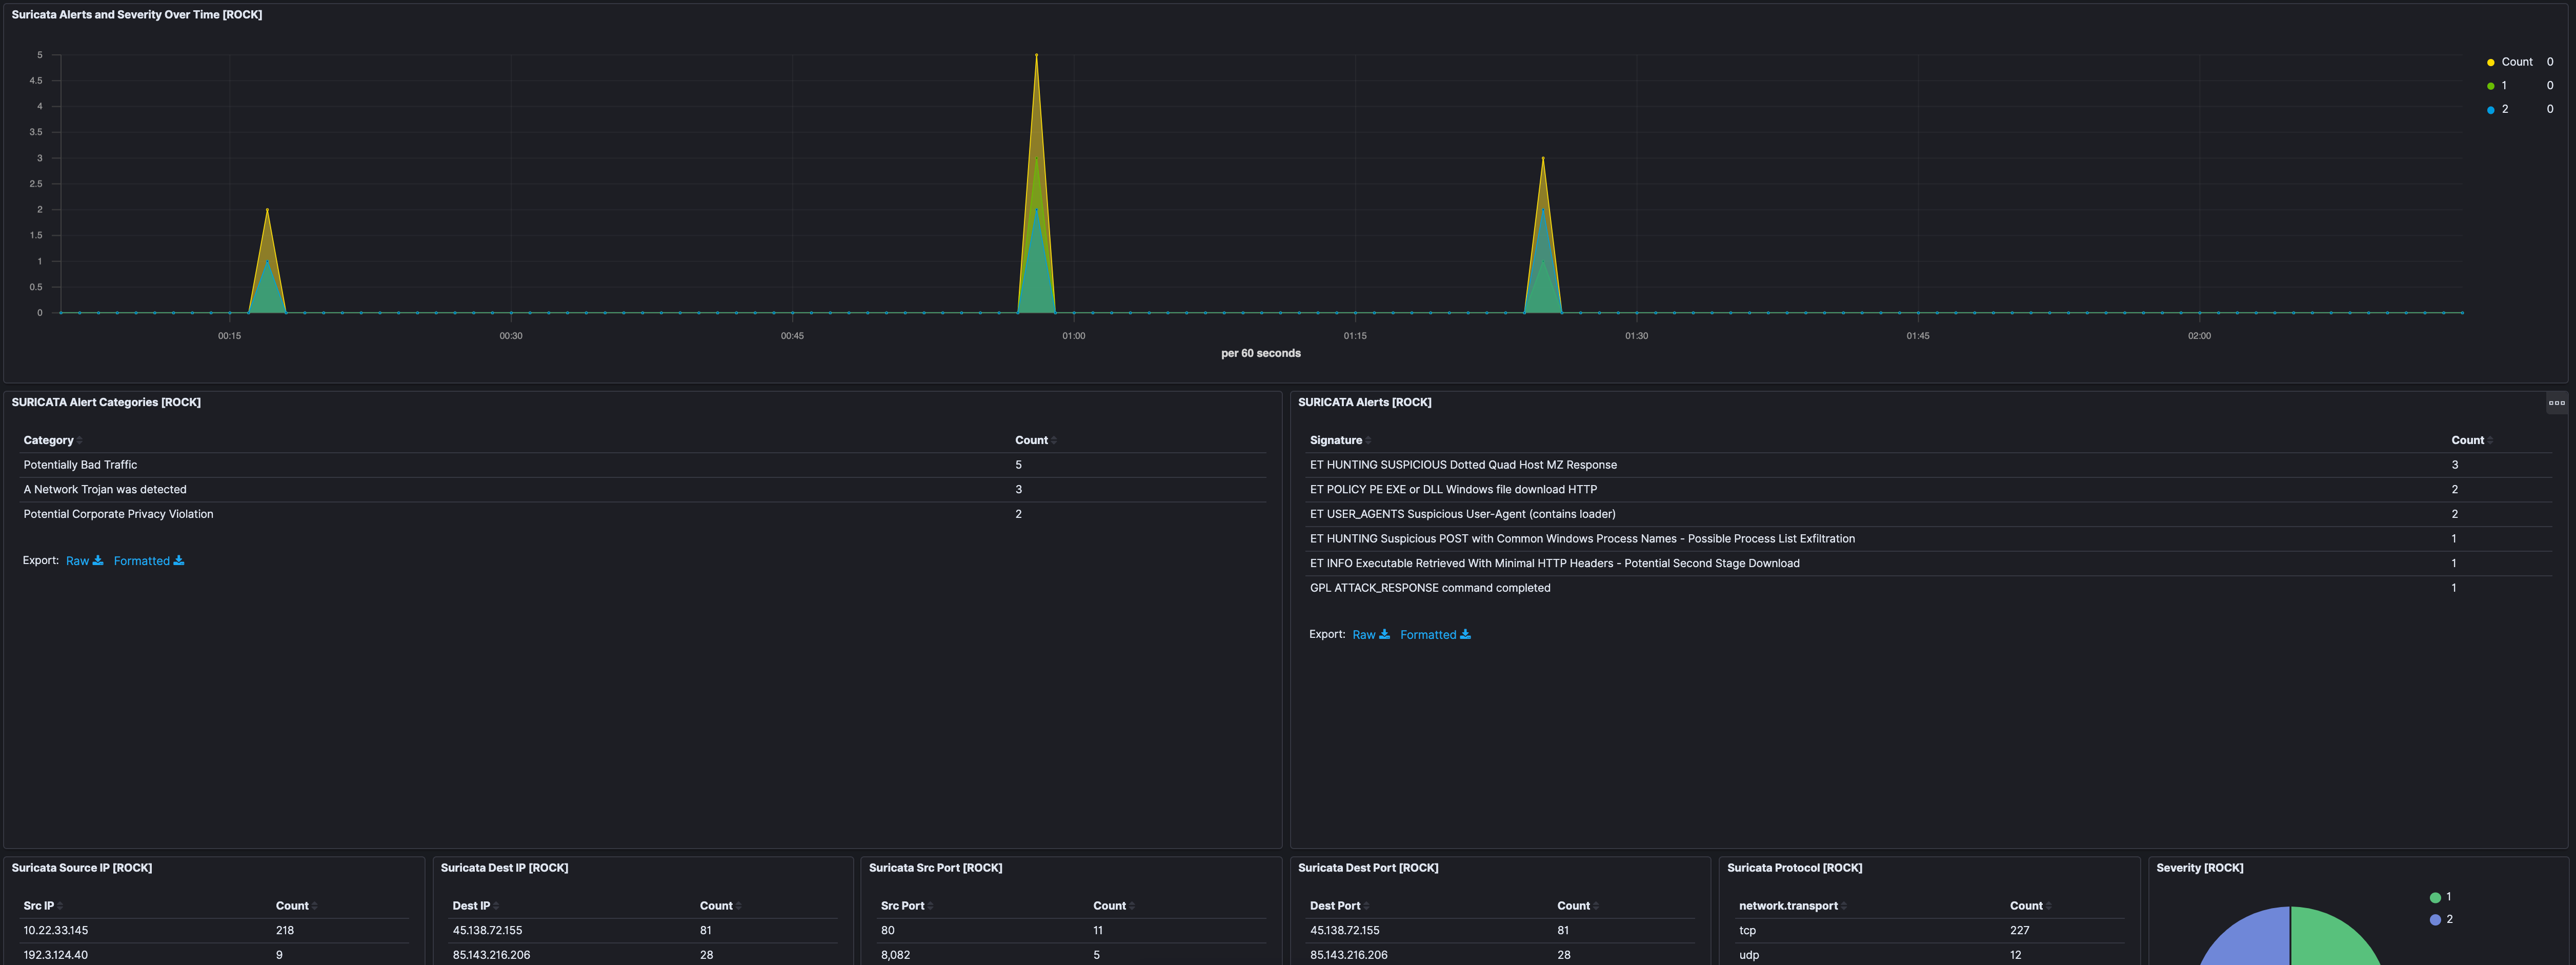 Suricata Alerts and Severity Over Time [ROCK]
5
4.5
4
3.5
3
2.5
2
1.5
1
0.5
0
00:15 00:30 00:45 01:00 01:15 01:30 01:45 02:00
per 60 seconds
Count 0
1 0
2 0
SURICATA Alert Categories [ROCK]
Category Count
Potentially Bad Traffic 5
A Network Trojan was detected 3
Potential Corporate Privacy Violation 2
Export: Raw Formatted
SURICATA Alerts [ROCK]
Signature Count
ET HUNTING SUSPICIOUS Dotted Quad Host MZ Response 3
ET POLICY PE EXE or DLL Windows file download HTTP 2
ET USER_AGENTS Suspicious User-Agent (contains loader) 2
ET HUNTING Suspicious POST with Common Windows Process Names - Possible Process List Exfiltration 1
ET INFO Executable Retrieved With Minimal HTTP Headers - Potential Second Stage Download 1
GPL ATTACK_RESPONSE command completed 1
Export: Raw Formatted
Suricata Source IP [ROCK]
Src IP Count
10.22.33.145 218
192.3.124.40 9
Suricata Dest IP [ROCK]
Dest IP Count
45.138.72.155 81
85.143.216.206 28
Suricata Src Port [ROCK]
Src Port Count
80 11
8,082 5
Suricata Dest Port [ROCK]
Dest Port Count
45.138.72.155 81
85.143.216.206 28
Suricata Protocol [ROCK]
network.transport Count
tcp 227
udp 12
Severity [ROCK]
1
2